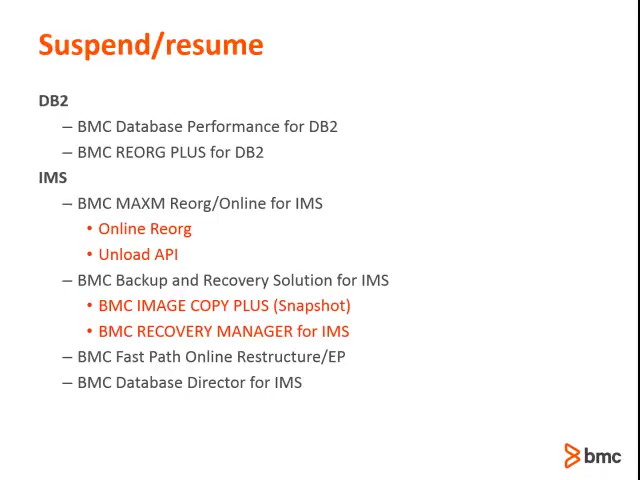 Suspend/resume
DB2
– BMC Database Performance for DB2
– BMC REORG PLUS for DB2
IMS
– BMC MAXM Reorg/Online for IMS
• Online Reorg
• Unload API
– BMC Backup and Recovery Solution for IMS
• BMC IMAGE COPY PLUS (Snapshot)
• BMC RECOVERY MANAGER for IMS
– BMC Fast Path Online Restructure/EP
– BMC Database Director for IMS
bmc